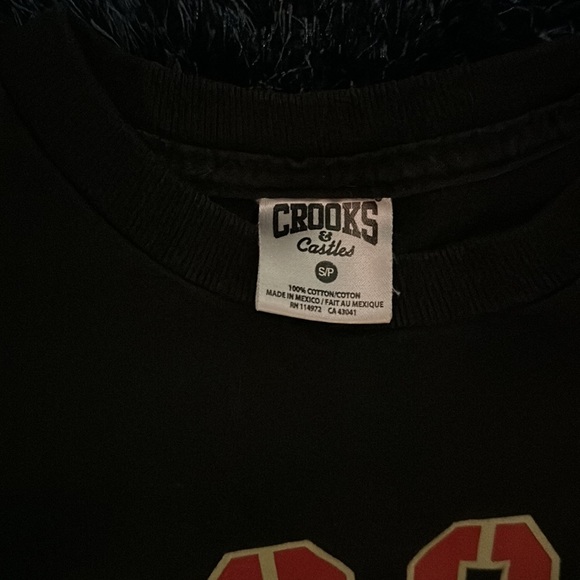 CROOKS
&
Castles
S/P
100% COTTON/COTON
MADE IN MEXICO / FAIT AU MEXIQUE
RN 114972 CA 43041